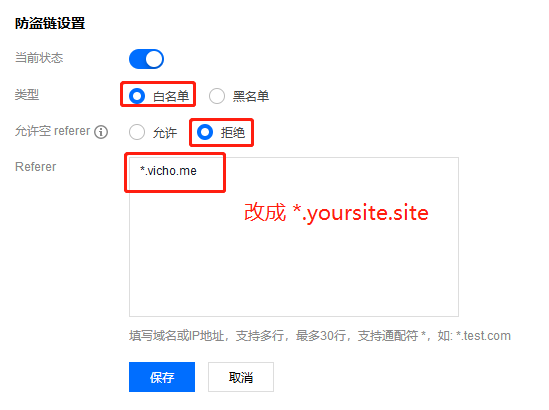 防盗链设置
当前状态
类型 白名单 黑名单
允许空 referer 允许 拒绝
Referer *.vicho.me
改成 *.yoursite.site
填写域名或IP地址，支持多行，最多30行，支持通配符 *，如: *.test.com
保存 取消